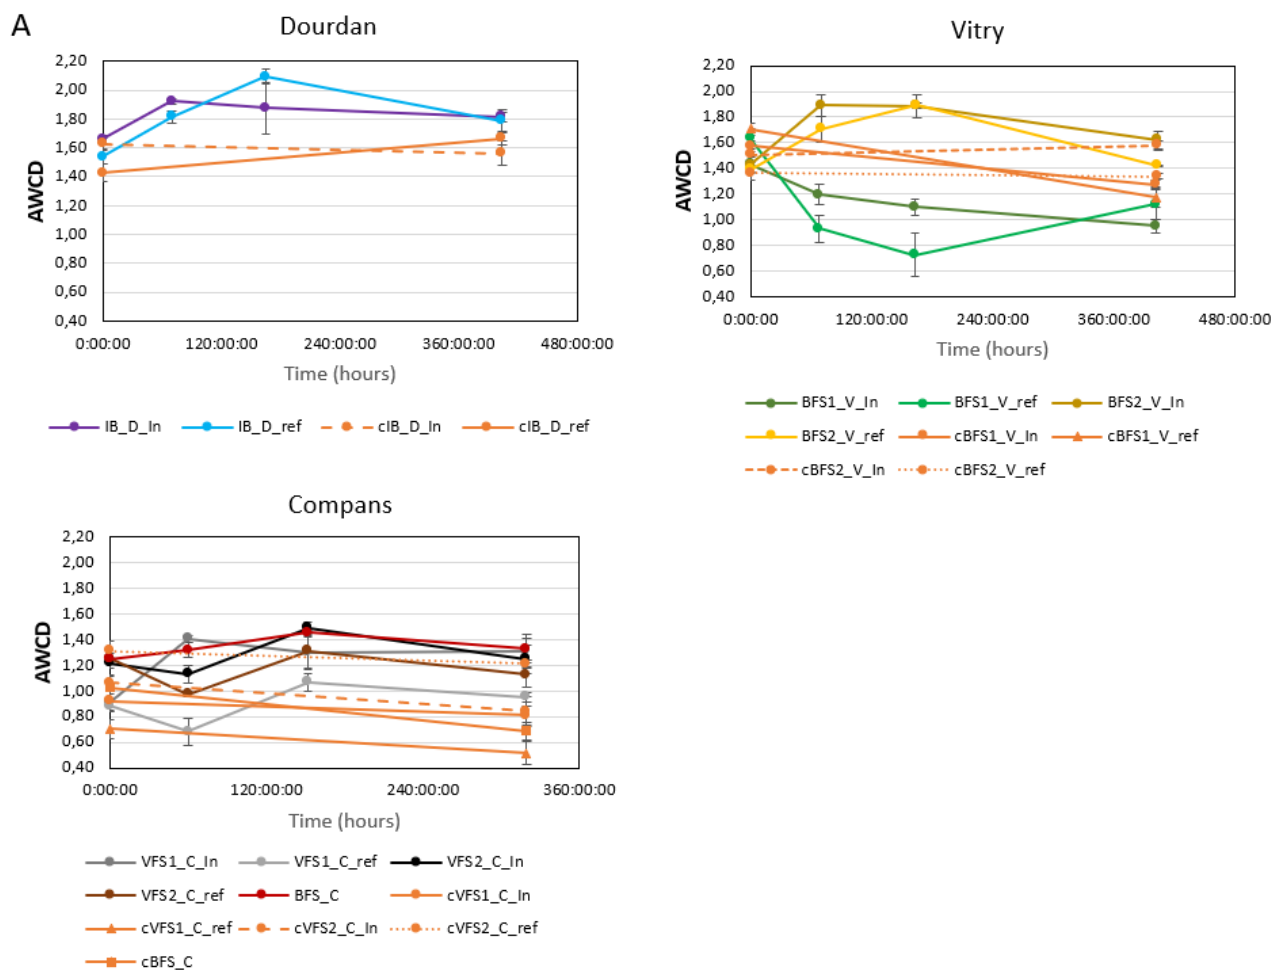 A
Dourdan
2,20
2,00
1,80
1,60
1,40
1,20
1,00
0,80
0,60
0,40
AWCD
0:00:00 120:00:00 240:00:00 360:00:00 480:00:00
Time (hours)
IB_D_In IB_D_ref cIB_D_In cIB_D_ref
Vitry
2,20
2,00
1,80
1,60
1,40
1,20
1,00
0,80
0,60
0,40
AWCD
0:00:00 120:00:00 240:00:00 360:00:00 480:00:00
Time (hours)
BFS1_V_In BFS1_V_ref BFS2_V_In
BFS2_V_ref cBFS1_V_In cBFS1_V_ref
cBFS2_V_In cBFS2_V_ref
Compans
2,20
2,00
1,80
1,60
1,40
1,20
1,00
0,80
0,60
0,40
AWCD
0:00:00 120:00:00 240:00:00 360:00:00
Time (hours)
VFS1_C_In VFS1_C_ref VFS2_C_In
VFS2_C_ref BFS_C cVFS1_C_In
cVFS1_C_ref cVFS2_C_In cVFS2_C_ref
cBFS_C